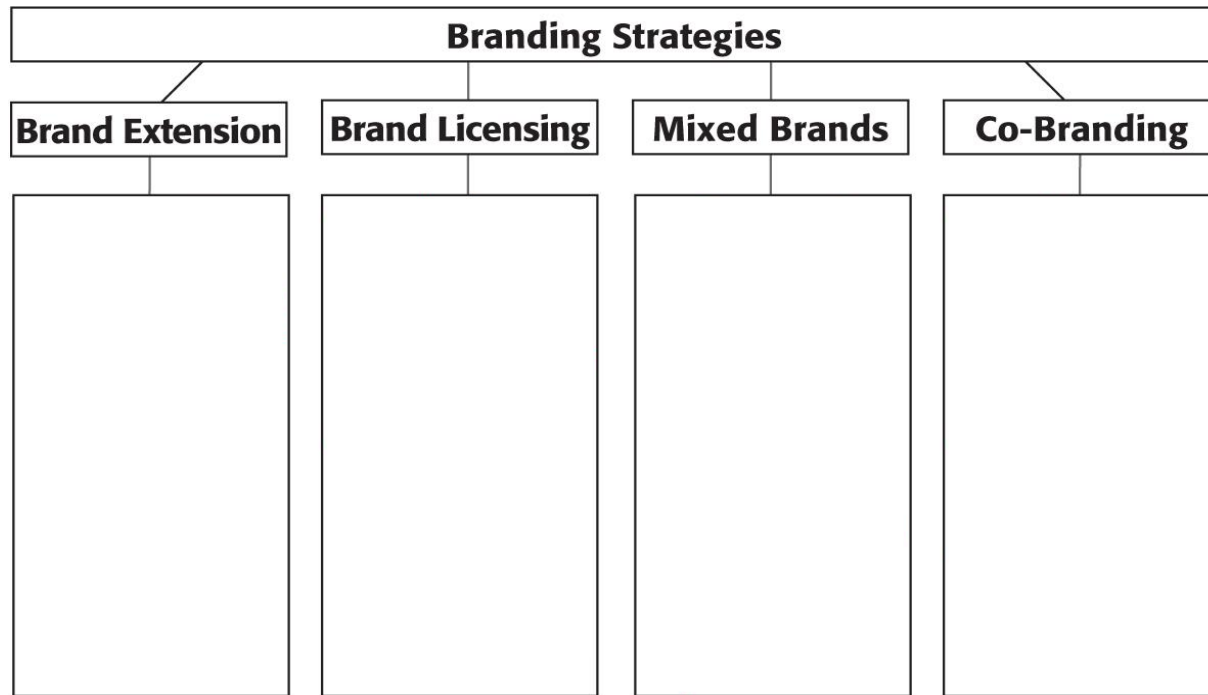 Branding Strategies
Brand Extension
Brand Licensing
Mixed Brands
Co-Branding